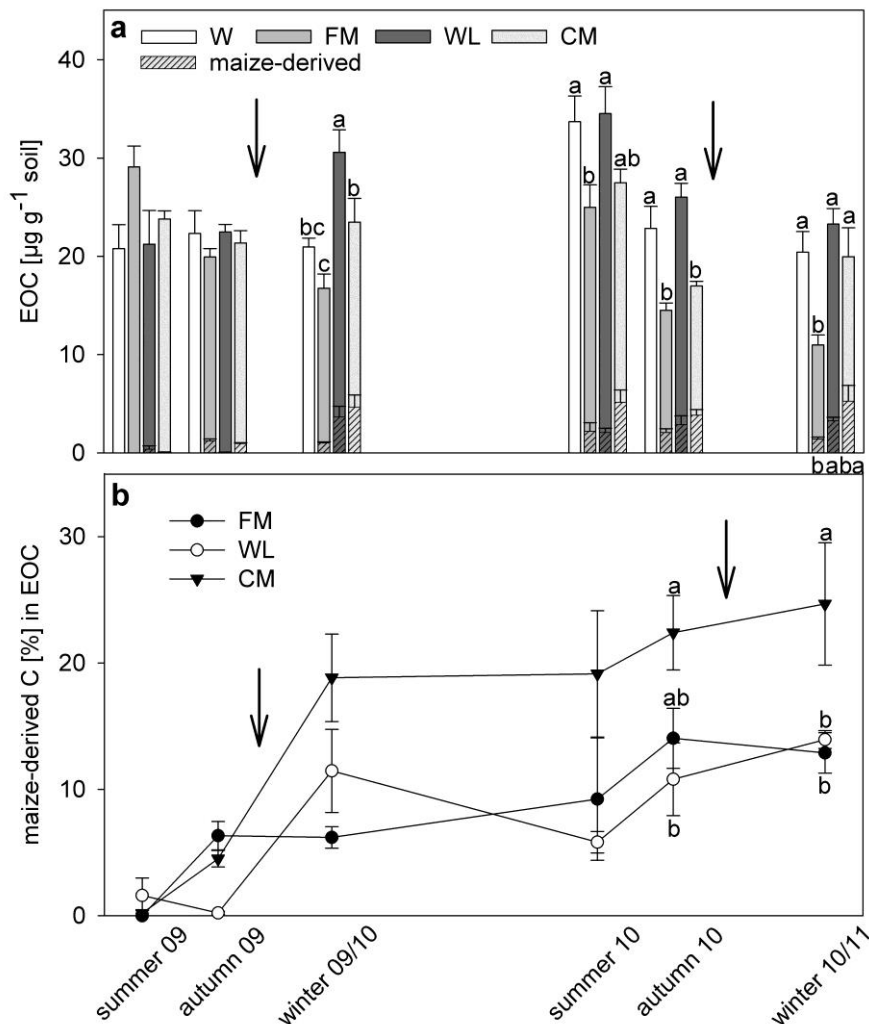 a W FM WL CM
maize-derived
EOC [µg g⁻¹ soil]
40
30
20
10
0
bc c a b
a b a ab
a b a b
a b a a
b ab a
b
FM
WL
CM
maize-derived C [%] in EOC
30
20
10
0
a
ab
b
a
b
b
summer 09
autumn 09
winter 09/10
summer 10
autumn 10
winter 10/11